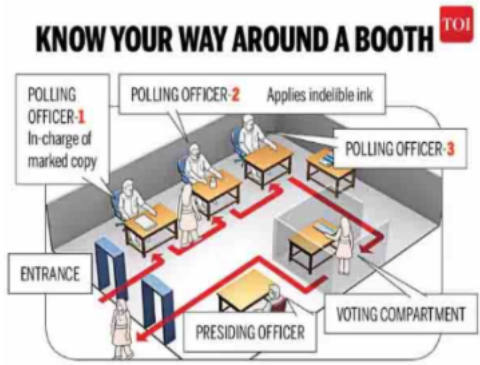 TOI
KNOW YOUR WAY AROUND A BOOTH
POLLING
OFFICER-1
In-charge of
marked copy
POLLING OFFICER-2 Applies indelible ink
POLLING OFFICER-3
ENTRANCE
VOTING COMPARTMENT
PRESIDING OFFICER